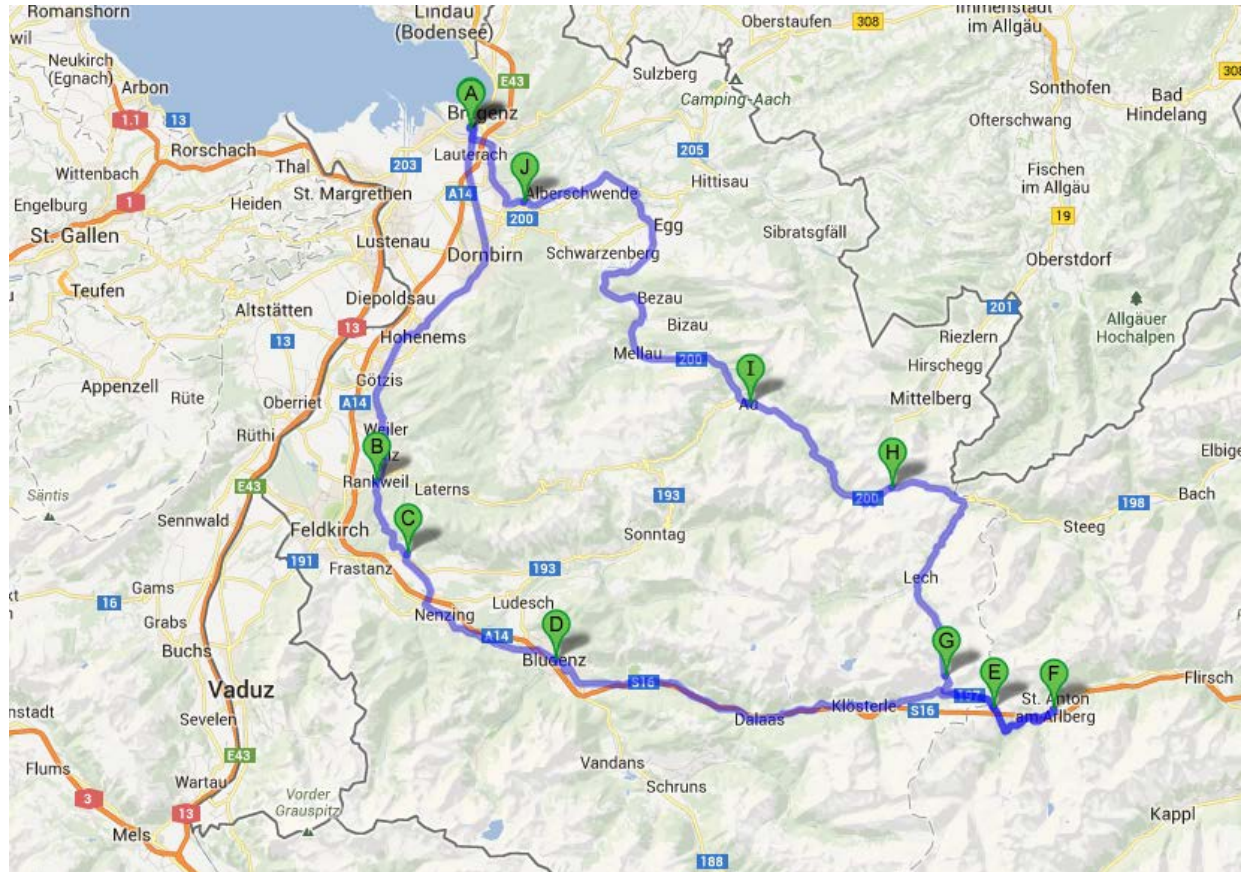 Romanshorn
Lindau
(Bodensee)
Oberstaufen
308
Immenstadt
im Allgäu
Neukirch
(Egnach)
Arbon
E43
Sulzberg
Camping-Aach
Sonthofen
308
Bad
Hindelang
1.1
13
A
Bregenz
Ofterschwang
Rorschach
Thal
203
Lauterach
205
Wittenbach
St. Margrethen
A14
J
Alberschwende
Hittisau
Fischen
im Allgäu
Engelburg
1
Heiden
200
19
St. Gallen
Lustenau
Egg
Sibratsgfäll
Dornbirn
Schwarzenberg
Oberstdorf
Teufen
Diepoldsau
Altstätten
Bezau
201
Allgäuer
Hochalpen
13
13
Hohenems
Bizau
Riezlern
Mellau
200
Hirschegg
Appenzell
Götzis
I
Au
Rüte
Oberriet
A14
Mittelberg
Rüthi
Weiler
B
Rankweil
H
E43
Laterns
200
Säntis
193
198
Bach
Sennwald
Feldkirch
C
Sonntag
Steeg
191
Frastanz
193
Lech
16
Gams
Ludesch
Grabs
Nenzing
A14
D
Bludenz
Buchs
G
Vaduz
S16
E
F
Flirsch
Klösterle
S16
St. Anton
am Arlberg
Sevelen
Dalaas
E43
Flums
Vandans
Wartau
Vorder
Grauspitz
Schruns
3
13
Kappl
Mels
188